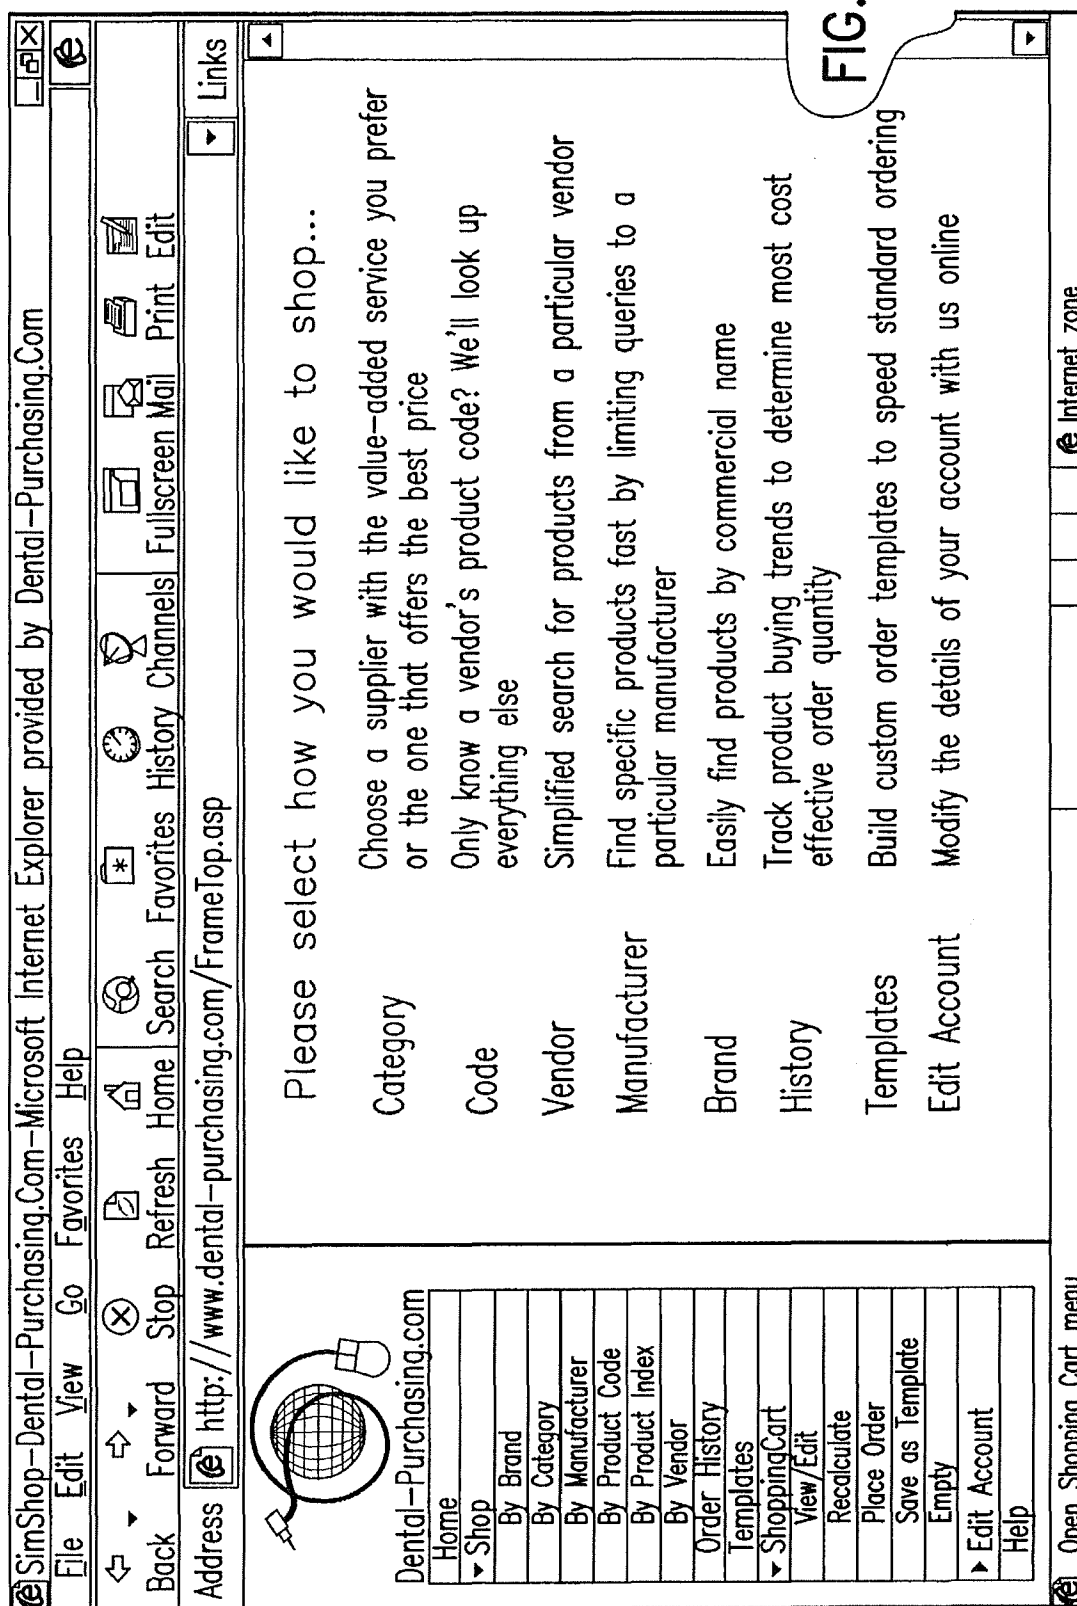 SimShop-Dental-Purchasing.Com-Microsoft Internet Explorer provided by Dental-Purchasing.Com
File Edit View Go Favorites Help
Back Forward Stop Refresh Home Search Favorites History Channels Fullscreen Mail Print Edit
Address http://www.dental-purchasing.com/FrameTop.asp Links
Dental-Purchasing.com
Home
Shop
By Brand
By Category
By Manufacturer
By Product Code
By Product Index
By Vendor
Order History
Templates
ShoppingCart
View/Edit
Recalculate
Place Order
Save as Template
Empty
Edit Account
Help
Please select how you would like to shop...
Category Choose a supplier with the value-added service you prefer
or the one that offers the best price
Code Only know a vendor's product code? We'll look up
everything else
Vendor Simplified search for products from a particular vendor
Manufacturer Find specific products fast by limiting queries to a
particular manufacturer
Brand Easily find products by commercial name
History Track product buying trends to determine most cost
effective order quantity
Templates Build custom order templates to speed standard ordering
Edit Account Modify the details of your account with us online
Open Shopping Cart menu Internet zone
FIG.